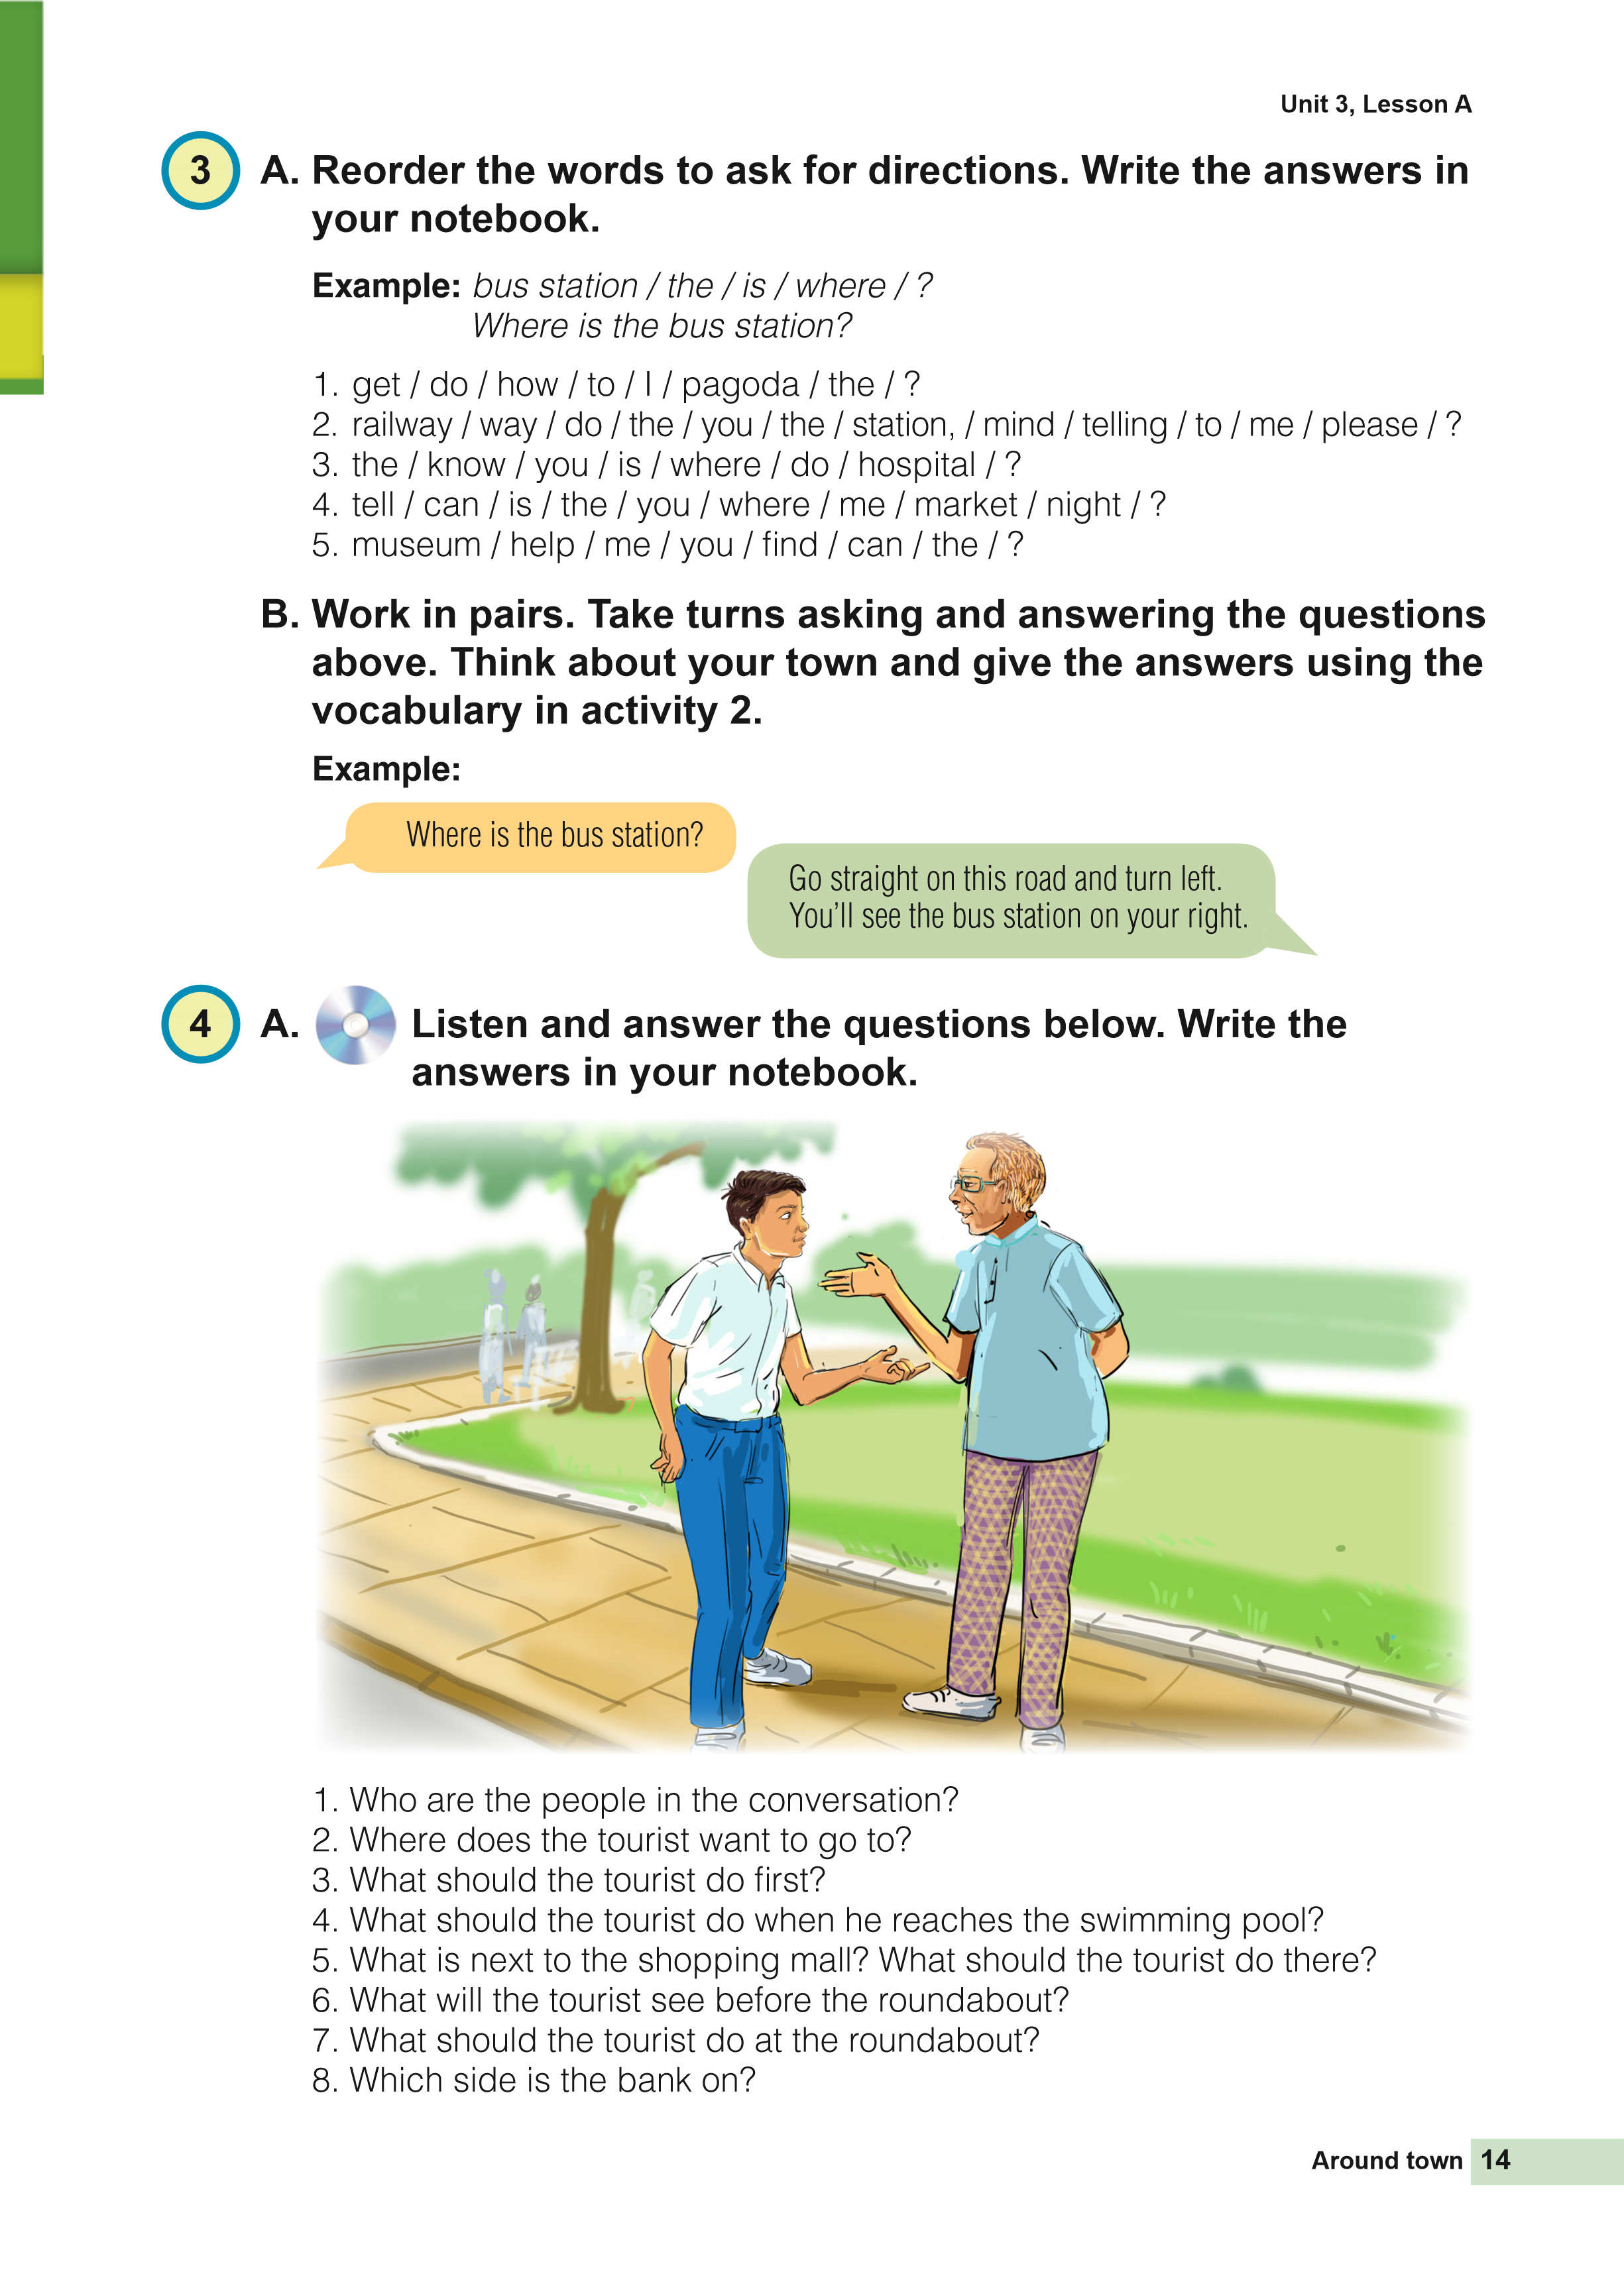 Unit 3, Lesson A
3 A. Reorder the words to ask for directions. Write the answers in
your notebook.
Example: bus station / the / is / where / ?
Where is the bus station?
1. get / do / how / to / I / pagoda / the / ?
2. railway / way / do / the / you / the / station, / mind / telling / to / me / please / ?
3. the / know / you / is / where / do / hospital / ?
4. tell / can / is / the / you / where / me / market / night / ?
5. museum / help / me / you / find / can / the / ?
B. Work in pairs. Take turns asking and answering the questions
above. Think about your town and give the answers using the
vocabulary in activity 2.
Example:
Where is the bus station?
Go straight on this road and turn left.
You'll see the bus station on your right.
4 A. Listen and answer the questions below. Write the
answers in your notebook.
1. Who are the people in the conversation?
2. Where does the tourist want to go to?
3. What should the tourist do first?
4. What should the tourist do when he reaches the swimming pool?
5. What is next to the shopping mall? What should the tourist do there?
6. What will the tourist see before the roundabout?
7. What should the tourist do at the roundabout?
8. Which side is the bank on?
Around town 14